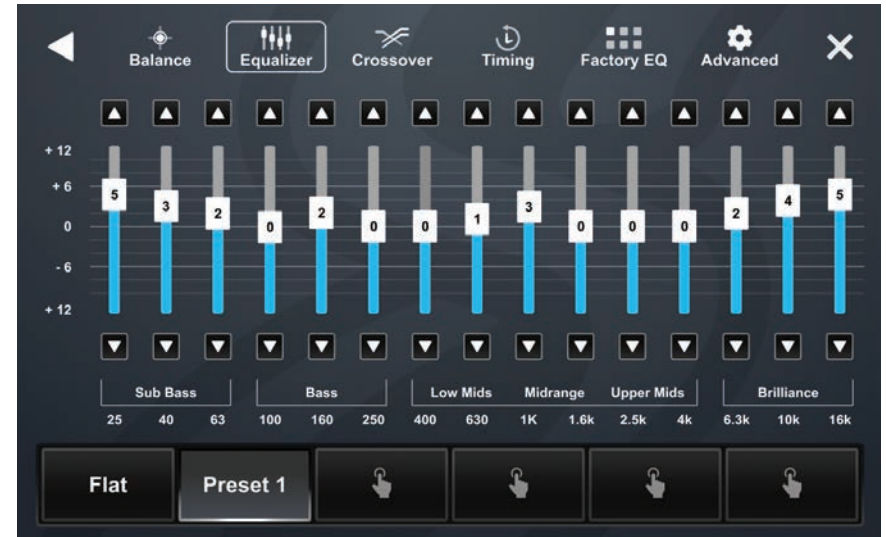 Balance Equalizer Crossover Timing Factory EQ Advanced
+ 12
+ 6
5 3 2 0 2 0 0 1 3 0 0 0 2 4 5
0
- 6
+ 12
Sub Bass Bass Low Mids Midrange Upper Mids Brilliance
25 40 63 100 160 250 400 630 1K 1.6k 2.5k 4k 6.3k 10k 16k
Flat Preset 1